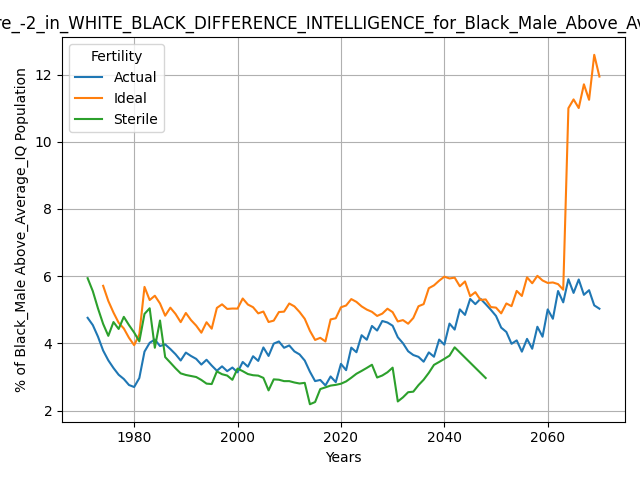 re_-2_in_WHITE_BLACK_DIFFERENCE_INTELLIGENCE_for_Black_Male_Above_Av
Fertility
Actual
Ideal
Sterile
% of Black_Male Above_Average_IQ Population
12
10
8
6
4
2
1980
2000
2020
2040
2060
Years